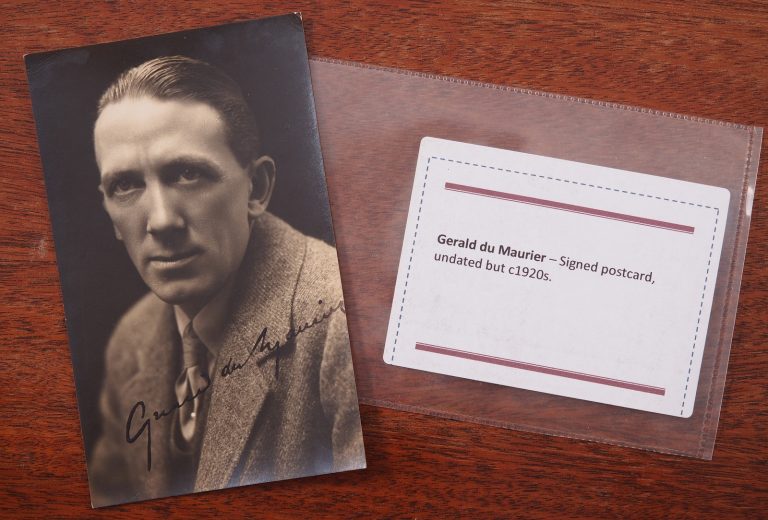 Gerald du Maurier
Gerald du Maurier – Signed postcard,
undated but c1920s.